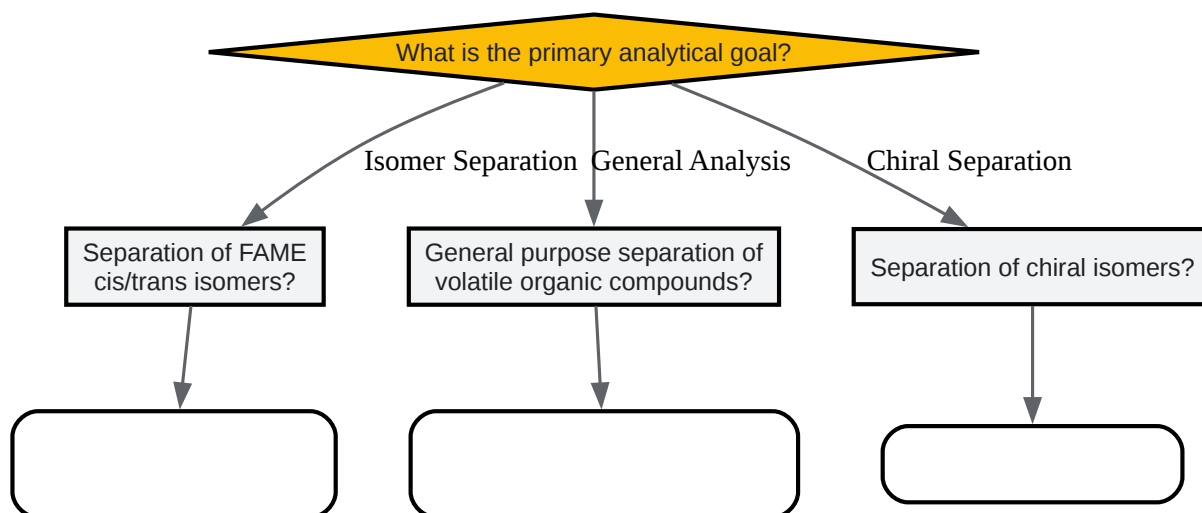 What is the primary analytical goal?
Isomer Separation
General Analysis
Chiral Separation
Separation of FAME
cis/trans isomers?
General purpose separation of
volatile organic compounds?
Separation of chiral isomers?